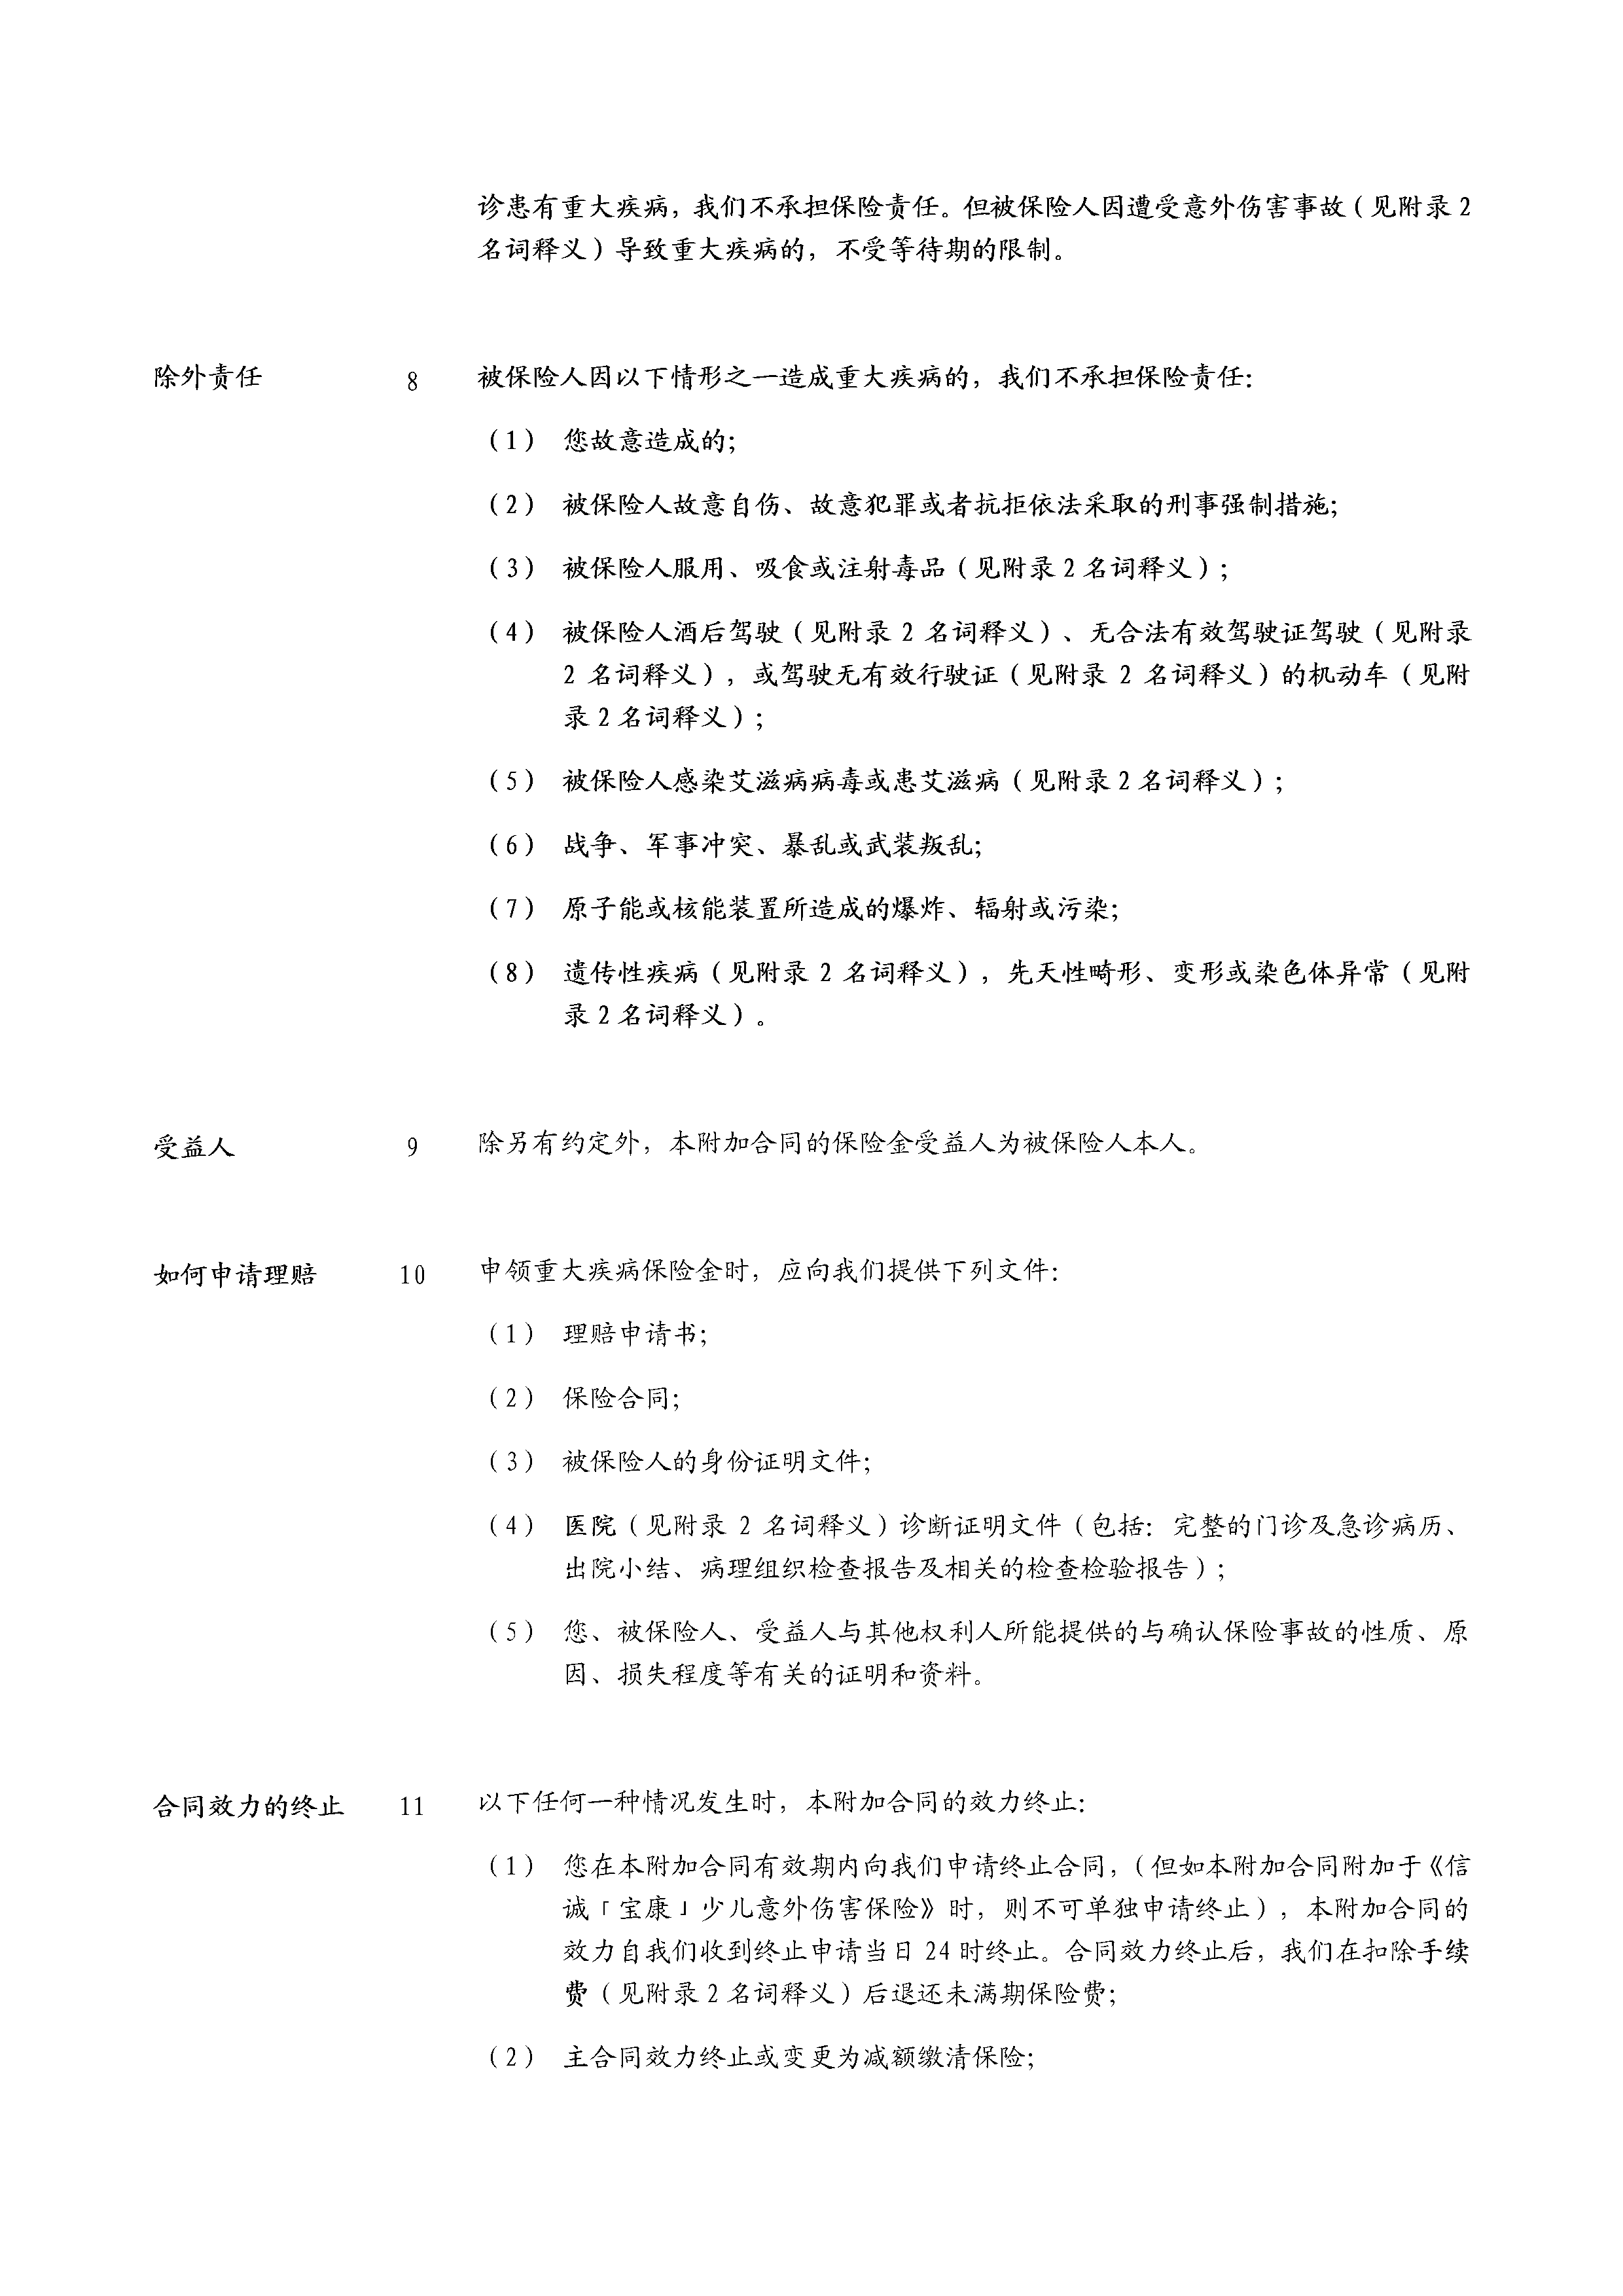 诊患有重大疾病，我们不承担保险责任。但被保险人因遭受意外伤害事故（见附录 2
名词释义）导致重大疾病的，不受等待期的限制。
除外责任 8 被保险人因以下情形之一造成重大疾病的，我们不承担保险责任：
（1） 您故意造成的；
（2） 被保险人故意自伤、故意犯罪或者抗拒依法采取的刑事强制措施；
（3） 被保险人服用、吸食或注射毒品（见附录 2 名词释义）；
（4） 被保险人酒后驾驶（见附录 2 名词释义）、无合法有效驾驶证驾驶（见附录
2 名词释义），或驾驶无有效行驶证（见附录 2 名词释义）的机动车（见附
录 2 名词释义）；
（5） 被保险人感染艾滋病病毒或患艾滋病（见附录 2 名词释义）；
（6） 战争、军事冲突、暴乱或武装叛乱；
（7） 原子能或核能装置所造成的爆炸、辐射或污染；
（8） 遗传性疾病（见附录 2 名词释义），先天性畸形、变形或染色体异常（见附
录 2 名词释义）。
受益人 9 除另有约定外，本附加合同的保险金受益人为被保险人本人。
如何申请理赔 10 申领重大疾病保险金时，应向我们提供下列文件：
（1） 理赔申请书；
（2） 保险合同；
（3） 被保险人的身份证明文件；
（4） 医院（见附录 2 名词释义）诊断证明文件（包括：完整的门诊及急诊病历、
出院小结、病理组织检查报告及相关的检查检验报告）；
（5） 您、被保险人、受益人与其他权利人所能提供的与确认保险事故的性质、原
因、损失程度等有关的证明和资料。
合同效力的终止 11 以下任何一种情况发生时，本附加合同的效力终止：
（1） 您在本附加合同有效期内向我们申请终止合同，（但如本附加合同附加于《信
诚「宝康」少儿意外伤害保险》时，则不可单独申请终止），本附加合同的
效力自我们收到终止申请当日 24 时终止。合同效力终止后，我们在扣除手续
费（见附录 2 名词释义）后退还未满期保险费；
（2） 主合同效力终止或变更为减额缴清保险；